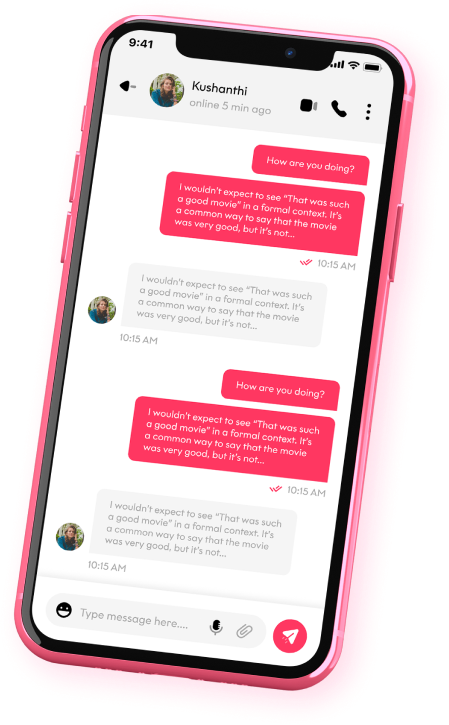 9:41
Kushanthi
online 5 min ago
How are you doing?
I wouldn't expect to see “That was such
a good movie” in a formal context. It's
a common way to say that the movie
was very good, but it's not...
10:15 AM
I wouldn't expect to see “That was such
a good movie” in a formal context. It's
a common way to say that the movie
was very good, but it's not...
10:15 AM
How are you doing?
I wouldn't expect to see “That was such
a good movie” in a formal context. It's
a common way to say that the movie
was very good, but it's not...
10:15 AM
I wouldn't expect to see “That was such
a good movie” in a formal context. It's
a common way to say that the movie
was very good, but it's not...
10:15 AM
Type message here....